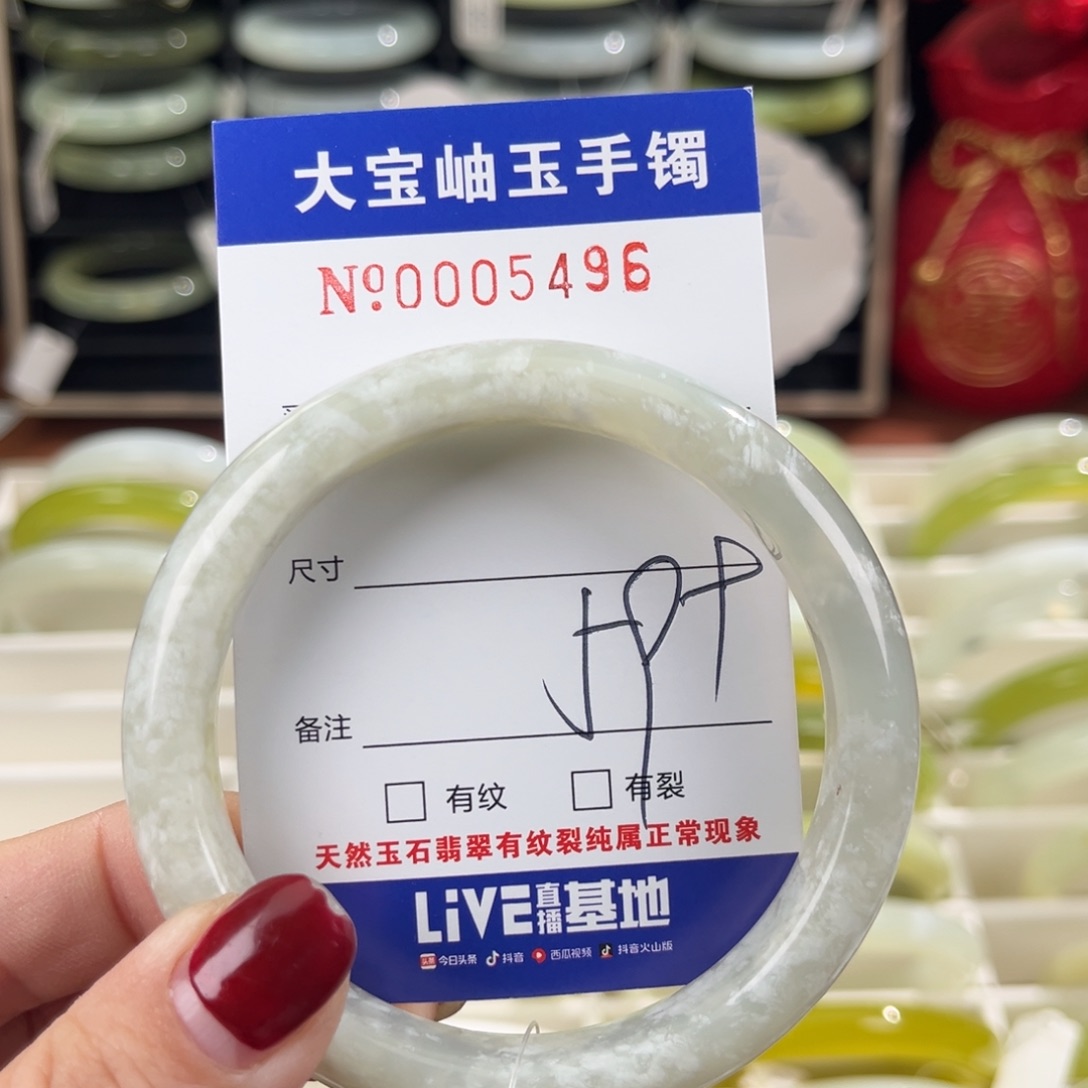 大宝岫玉手镯
Nº0005496
尺寸
备注
有纹 有裂
天然玉石翡翠有纹裂纯属正常现象
LiVE直播基地
头条 今日头条 抖音 西瓜视频 抖音火山版